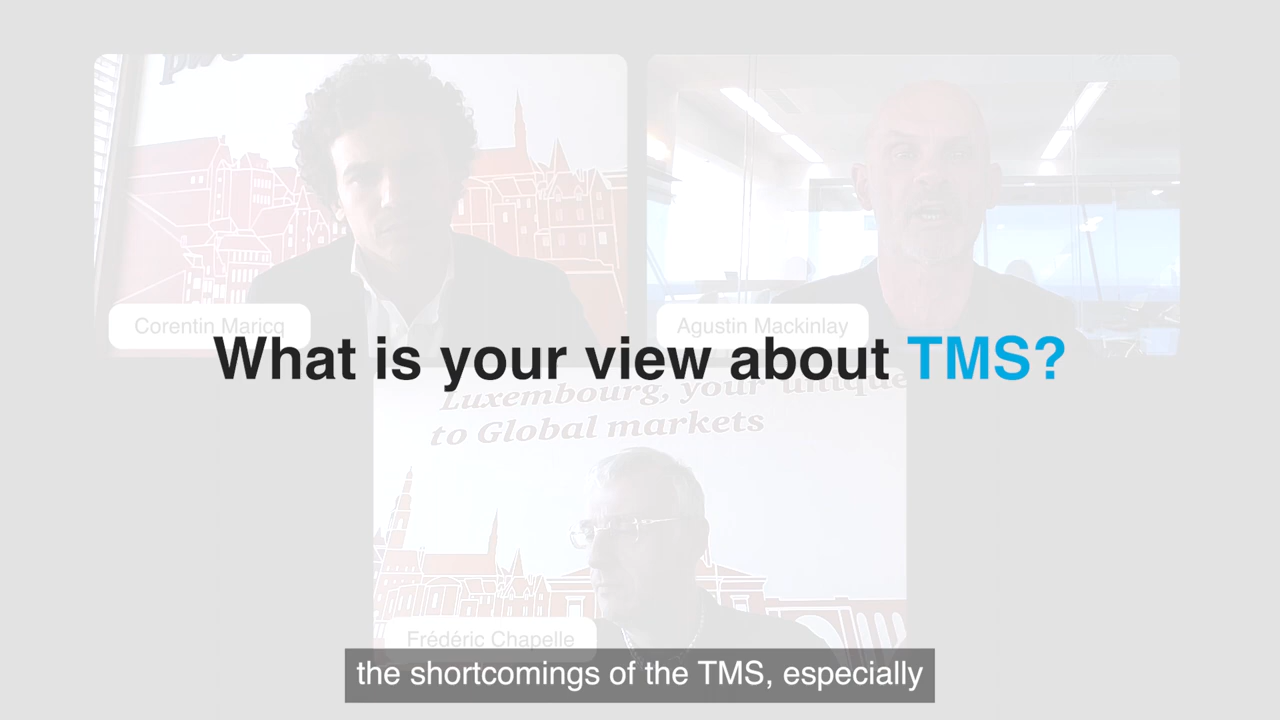 pwc
Corentin Maricq
Agustin Mackinlay
What is your view about TMS?
Luxembourg, your unique
to Global markets
Frédéric Chapelle
the shortcomings of the TMS, especially